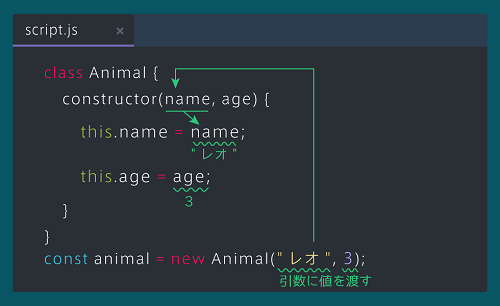 script.js ×
class Animal {
constructor(name, age) {
this.name = name;
"レオ"
this.age = age;
3
}
}
const animal = new Animal("レオ", 3);
引数に値を渡す